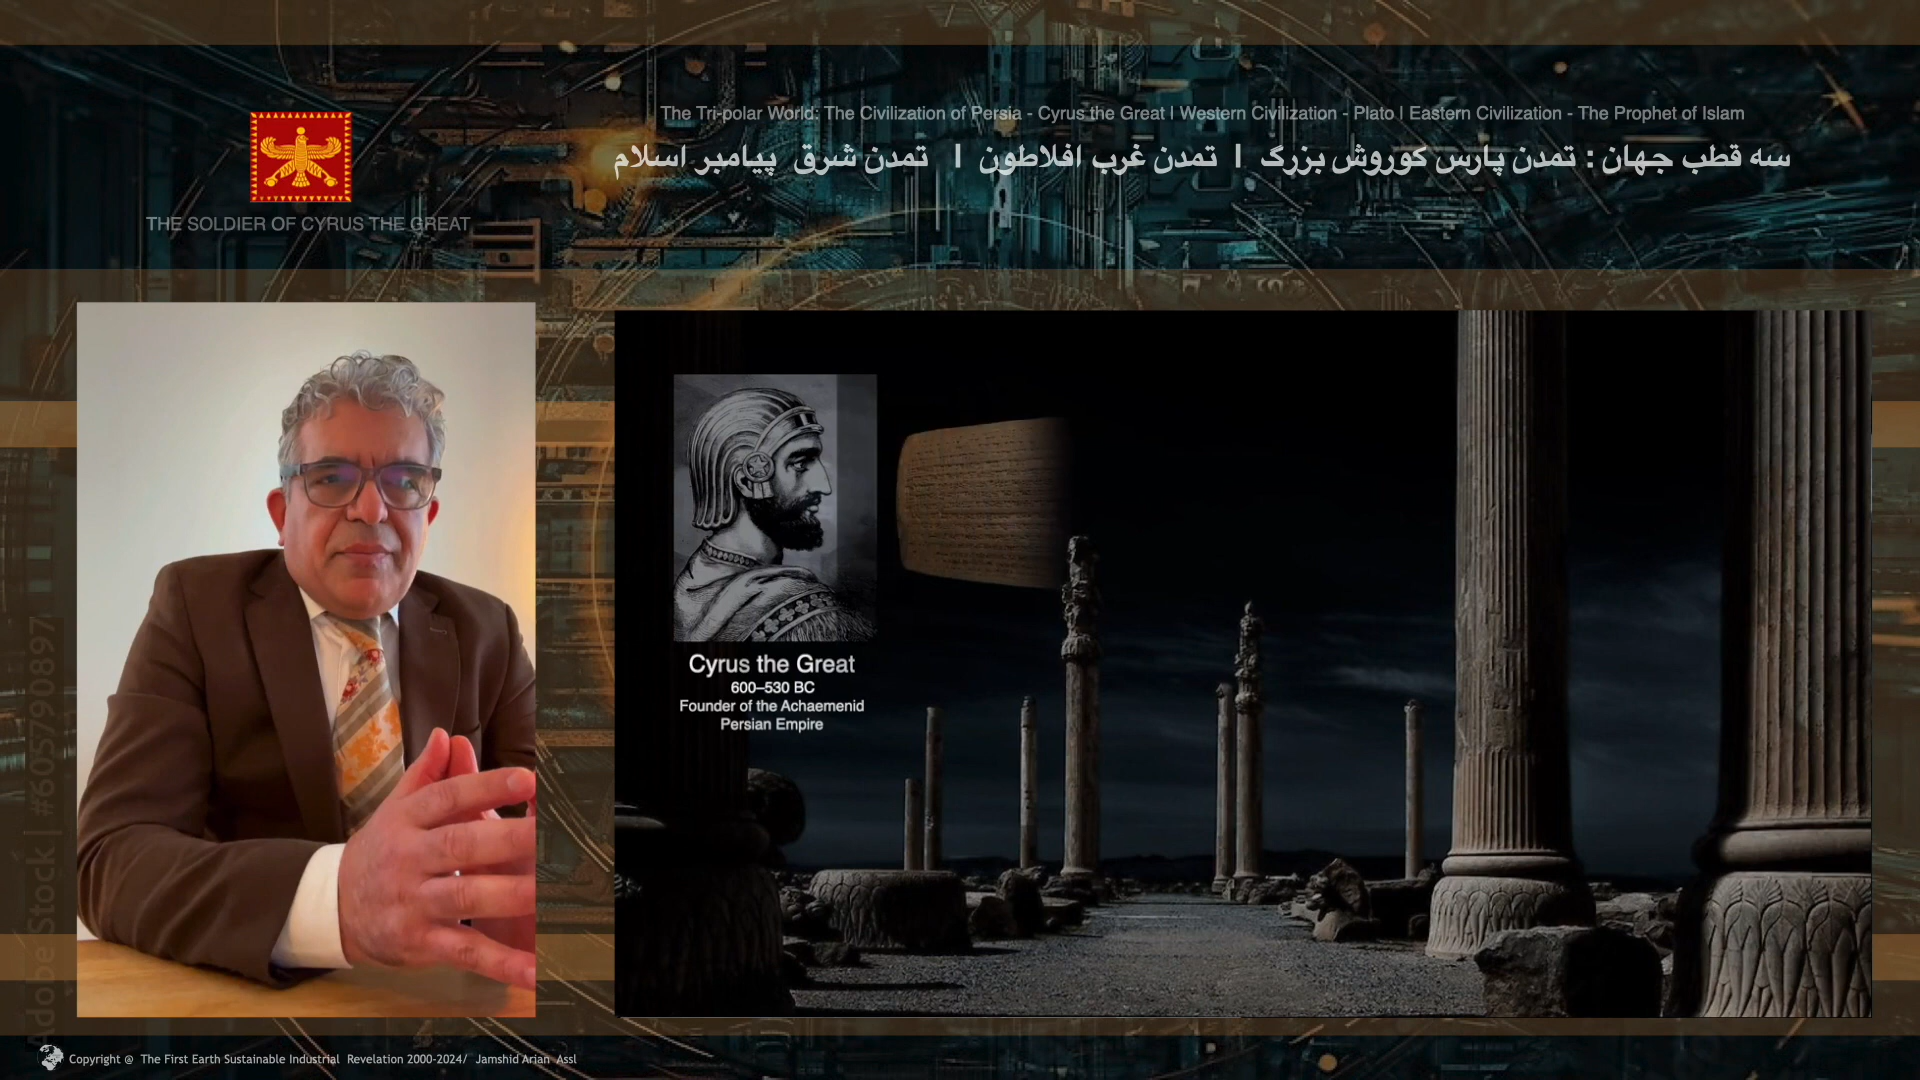 The Tri-polar World: The Civilization of Persia - Cyrus the Great | Western Civilization - Plato | Eastern Civilization - The Prophet of Islam
سه قطب جهان : تمدن پارس کوروش بزرگ | تمدن غرب افلاطون | تمدن شرق پیامبر اسلام
THE SOLDIER OF CYRUS THE GREAT
Cyrus the Great
600–530 BC
Founder of the Achaemenid
Persian Empire
Adobe Stock | #605790897
Copyright @ The First Earth Sustainable Industrial Revelation 2000-2024/ Jamshid Arian Assl